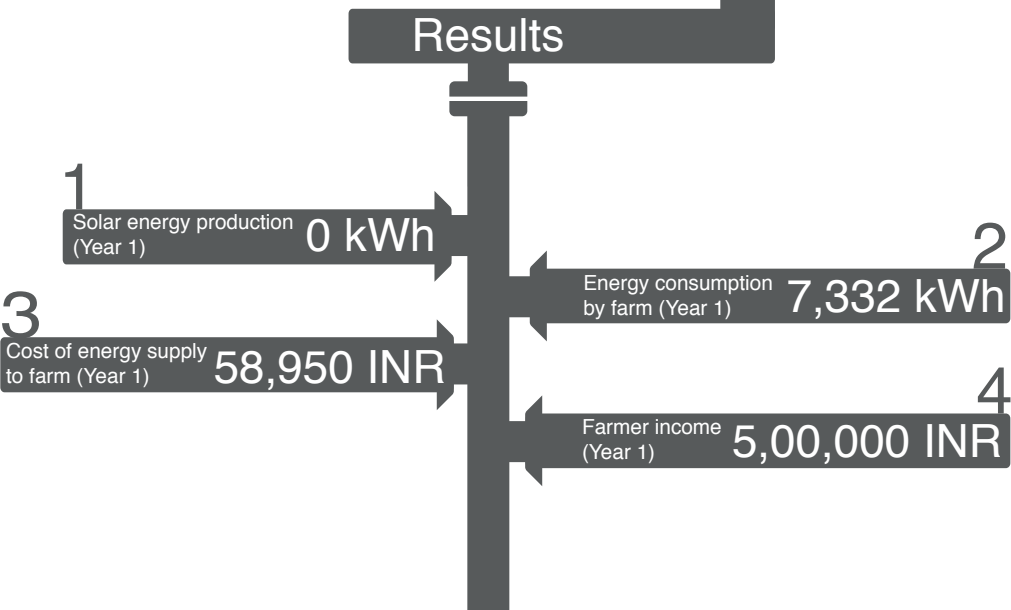 Results
1
Solar energy production
(Year 1)
0 kWh
2
Energy consumption
by farm (Year 1)
7,332 kWh
3
Cost of energy supply
to farm (Year 1)
58,950 INR
4
Farmer income
(Year 1)
5,00,000 INR